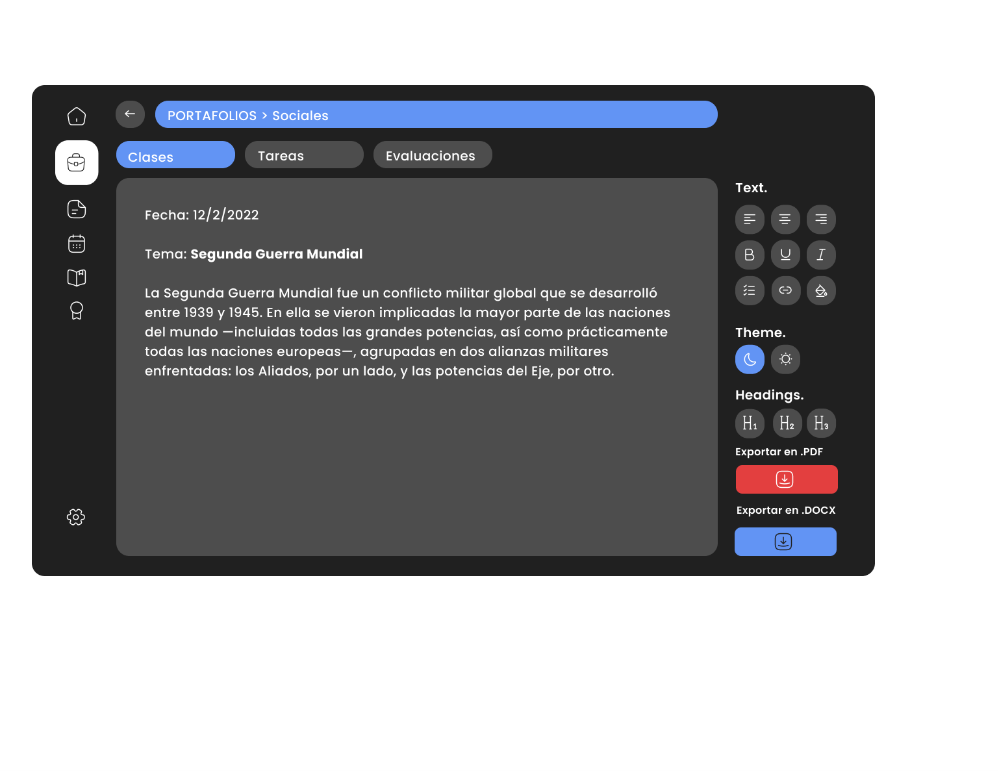 PORTAFOLIOS > Sociales
Clases
Tareas
Evaluaciones
Fecha: 12/2/2022
Tema: Segunda Guerra Mundial
La Segunda Guerra Mundial fue un conflicto militar global que se desarrolló
entre 1939 y 1945. En ella se vieron implicadas la mayor parte de las naciones
del mundo —incluidas todas las grandes potencias, así como prácticamente
todas las naciones europeas—, agrupadas en dos alianzas militares
enfrentadas: los Aliados, por un lado, y las potencias del Eje, por otro.
Text.
B
U
I
Theme.
Headings.
H1
H2
H3
Exportar en .PDF
Exportar en .DOCX